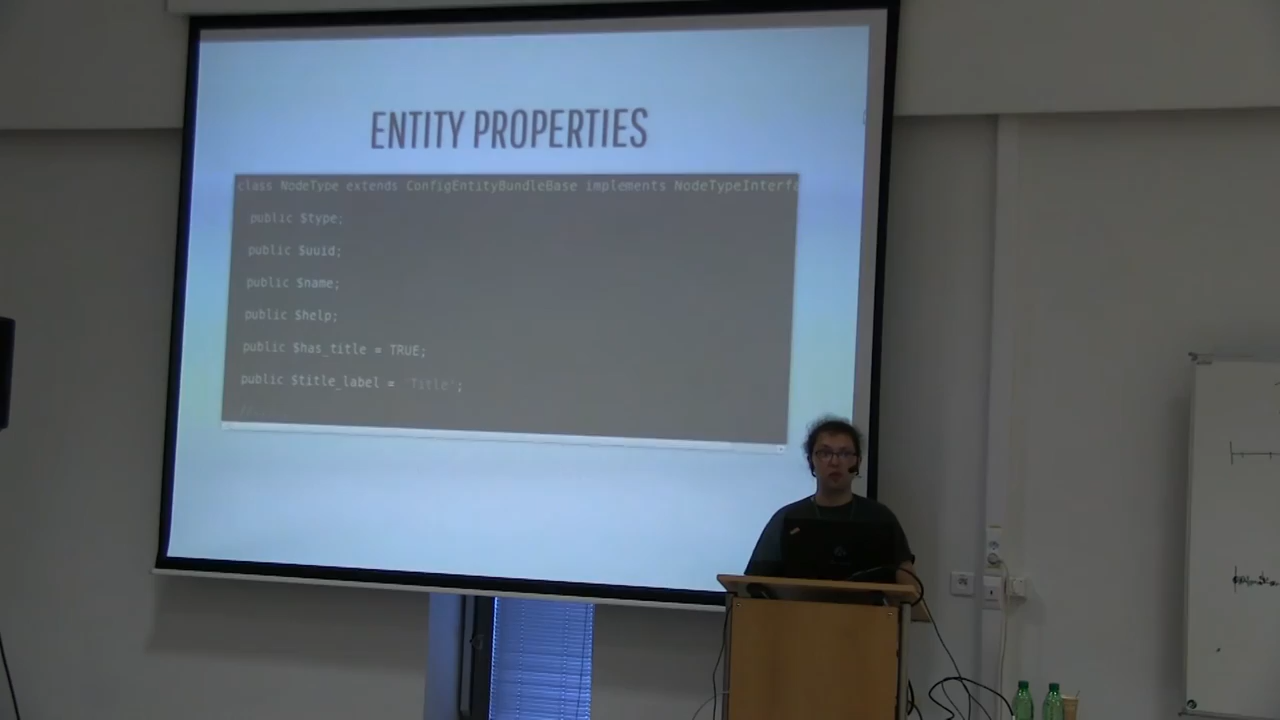 ENTITY PROPERTIES
class NodeType extends ConfigEntityBundleBase implements NodeTypeInterfa
public $type;
public $uuid;
public $name;
public $help;
public $has_title = TRUE;
public $title_label = 'Title';